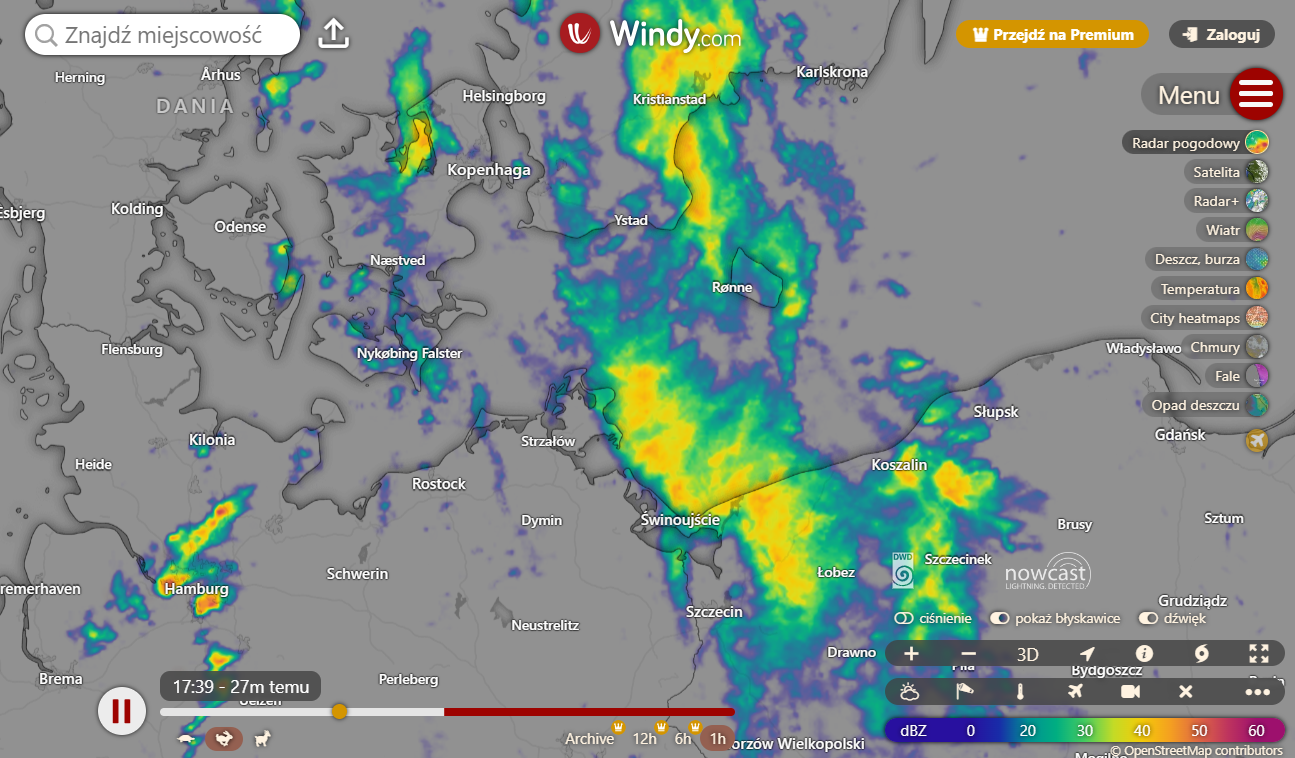 Znajdź miejscowość
Windy.com
Przejdź na Premium
Zaloguj
Herning
Århus
DANIA
Helsingborg
Kristianstad
Karlskrona
Menu
Radar pogodowy
Kopenhaga
Satelita
Esbjerg
Kolding
Odense
Ystad
Radar+
Wiatr
Næstved
Deszcz, burza
Rønne
Temperatura
City heatmaps
Flensburg
Nykøbing Falster
Władysławo
Chmury
Fale
Opad deszczu
Słupsk
Kilonia
Strzałów
Gdańsk
Heide
Rostock
Koszalin
Dymin
Świnoujście
Brusy
Sztum
DWD
Szczecinek
nowcast
LIGHTNING. DETECTED
Schwerin
Łobez
remerhaven
Hamburg
Szczecin
Grudziądz
Neustrelitz
ciśnienie
pokaż błyskawice
dźwięk
Drawno
3D
Piła
Bydgoszcz
Brema
17:39 - 27m temu
Perleberg
Uelzen
Archive
12h
6h
1h
orzów Wielkopolski
dBZ 0 20 30 40 50 60
© OpenStreetMap contributors